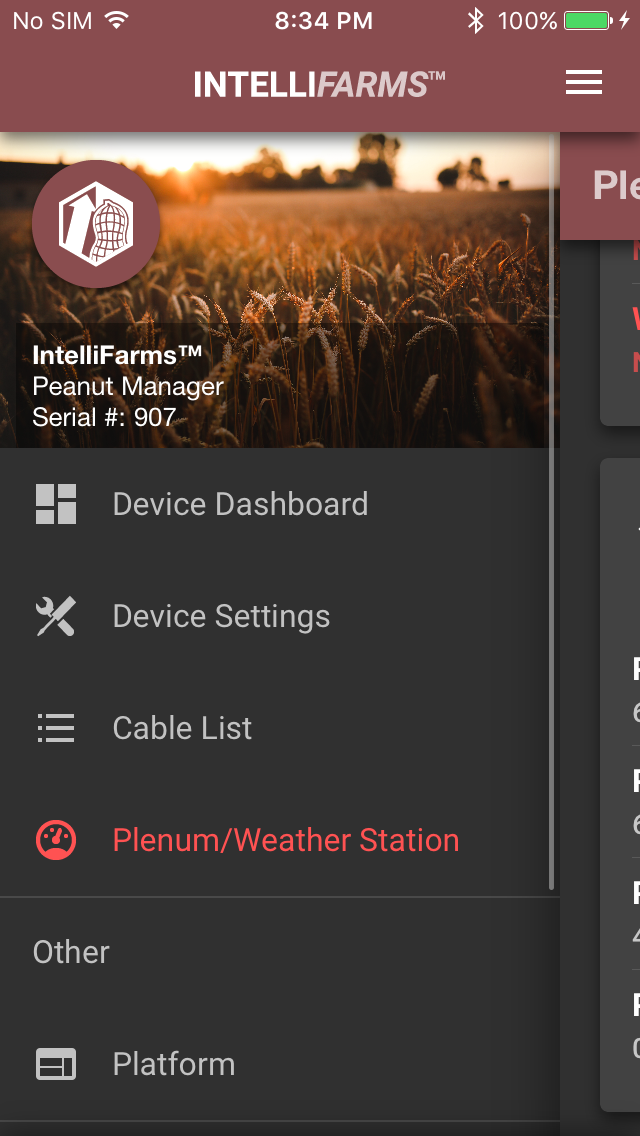 No SIM 8:34 PM 100%
INTELLIFARMS™
IntelliFarms™
Peanut Manager
Serial #: 907
Device Dashboard
Device Settings
Cable List
Plenum/Weather Station
Other
Platform